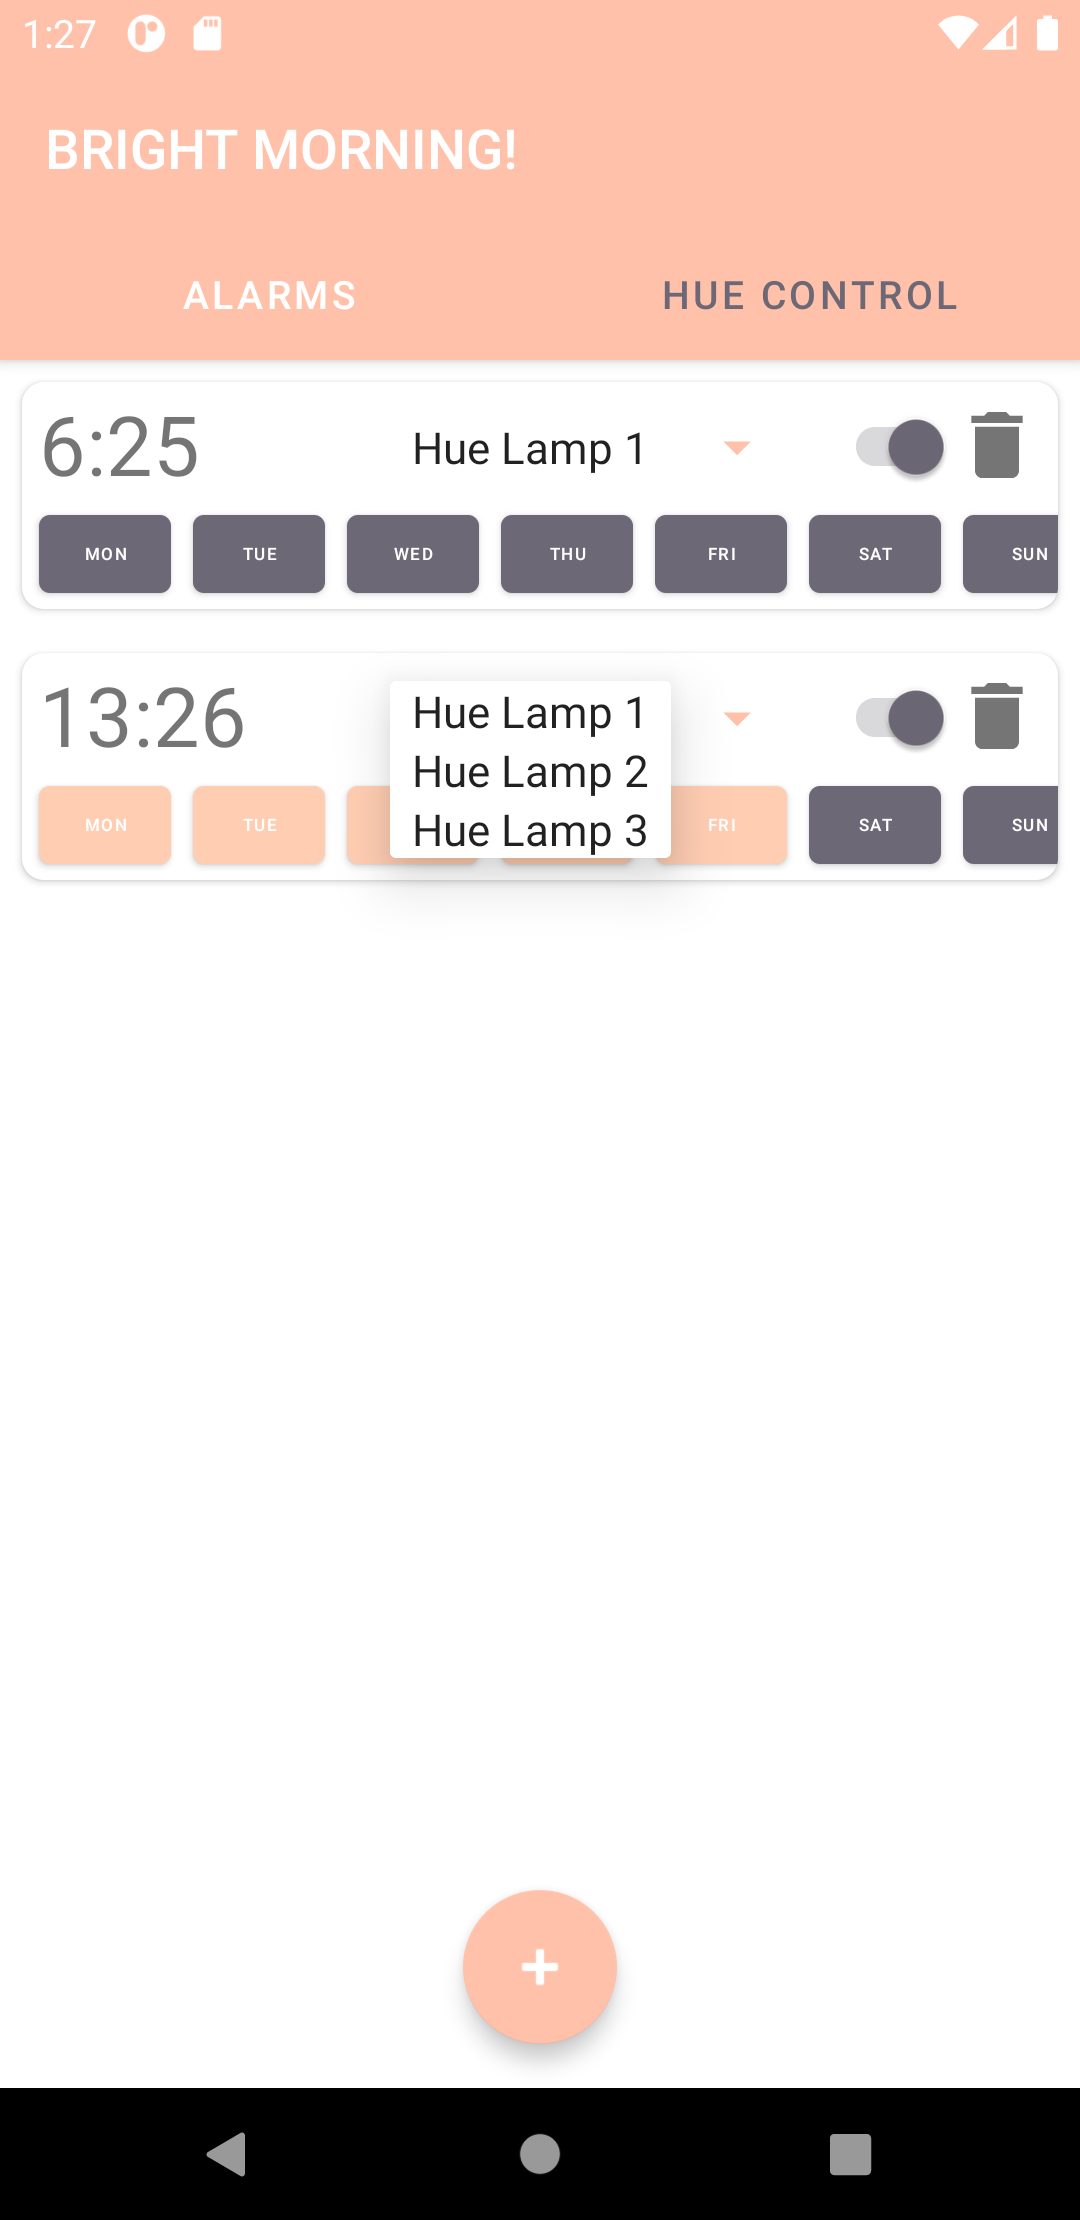 1:27
BRIGHT MORNING!
ALARMS HUE CONTROL
6:25 Hue Lamp 1
MON TUE WED THU FRI SAT SUN
13:26
Hue Lamp 1
Hue Lamp 2
Hue Lamp 3
MON TUE FRI SAT SUN